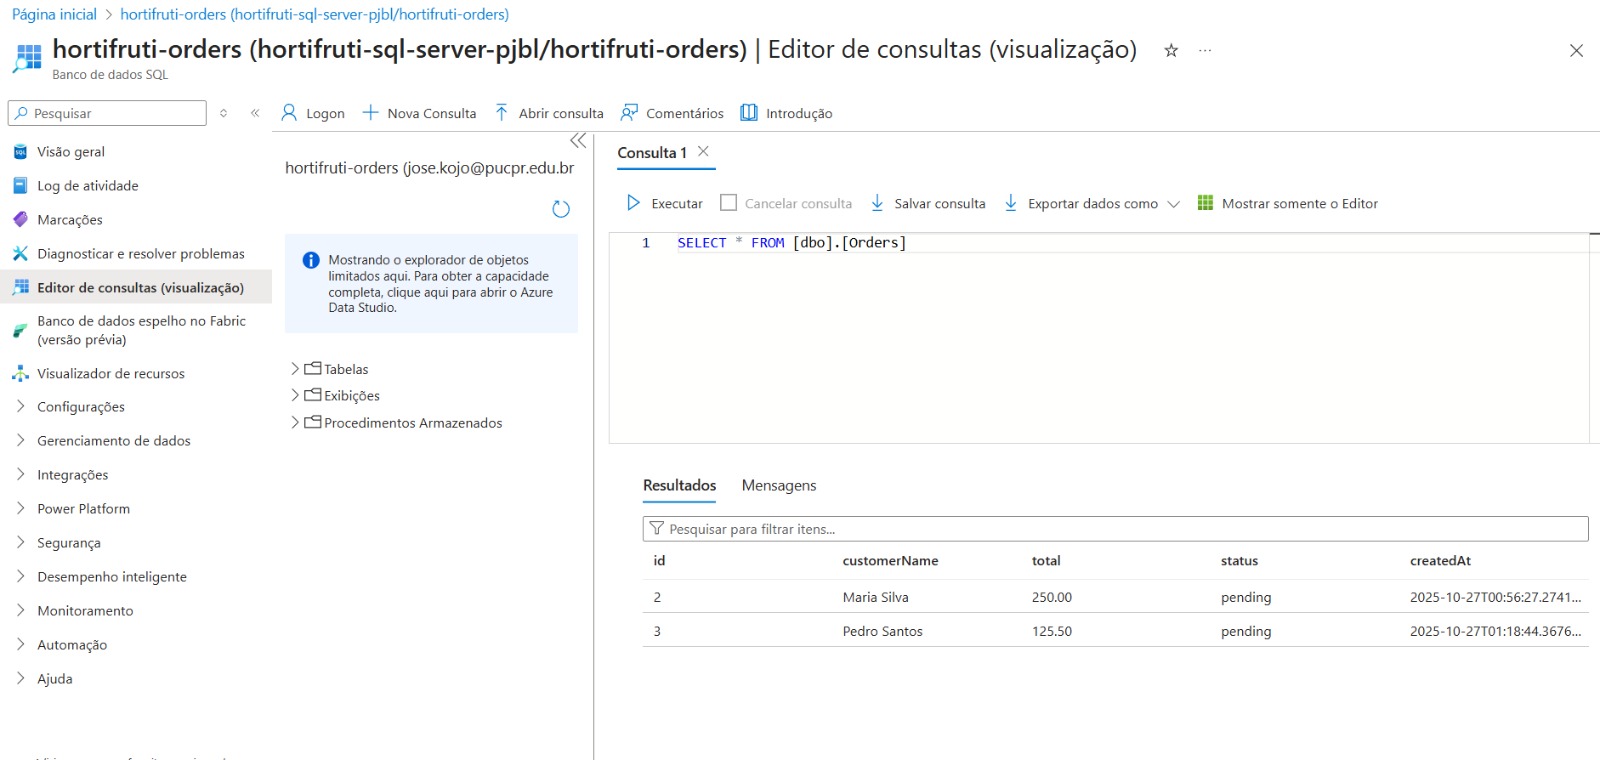 Página inicial > hortifruti-orders (hortifruti-sql-server-pjbl/hortifruti-orders)
hortifruti-orders (hortifruti-sql-server-pjbl/hortifruti-orders) | Editor de consultas (visualização)
Banco de dados SQL
Pesquisar
Logon
Nova Consulta
Abrir consulta
Comentários
Introdução
Visão geral
Log de atividade
Marcações
Diagnosticar e resolver problemas
Editor de consultas (visualização)
Banco de dados espelho no Fabric
(versão prévia)
Visualizador de recursos
Configurações
Gerenciamento de dados
Integrações
Power Platform
Segurança
Desempenho inteligente
Monitoramento
Automação
Ajuda
hortifruti-orders (jose.kojo@pucpr.edu.br
Mostrando o explorador de objetos
limitados aqui. Para obter a capacidade
completa, clique aqui para abrir o Azure
Data Studio.
Tabelas
Exibições
Procedimentos Armazenados
Consulta 1
Executar
Cancelar consulta
Salvar consulta
Exportar dados como
Mostrar somente o Editor
1 SELECT * FROM [dbo].[Orders]
Resultados
Mensagens
Pesquisar para filtrar itens...
id customerName total status createdAt
2 Maria Silva 250.00 pending 2025-10-27T00:56:27.2741...
3 Pedro Santos 125.50 pending 2025-10-27T01:18:44.3676...